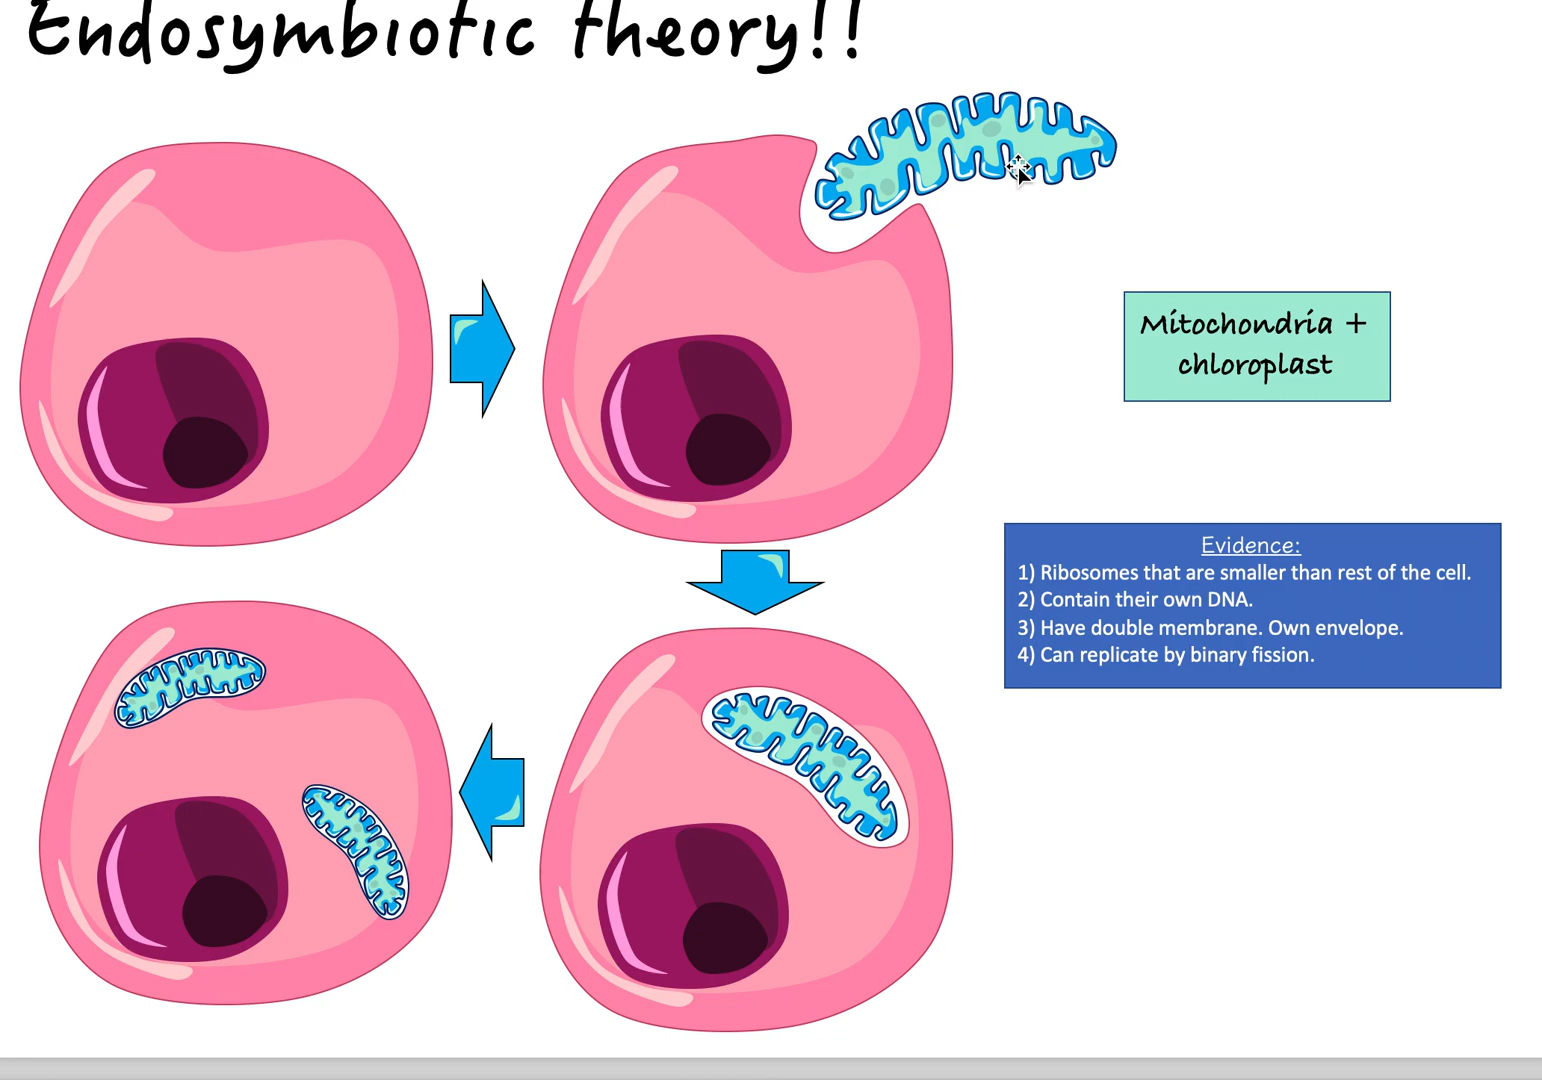 Endosymbiotic theory!!
Mitochondria +
chloroplast
Evidence:
1) Ribosomes that are smaller than rest of the cell.
2) Contain their own DNA.
3) Have double membrane. Own envelope.
4) Can replicate by binary fission.